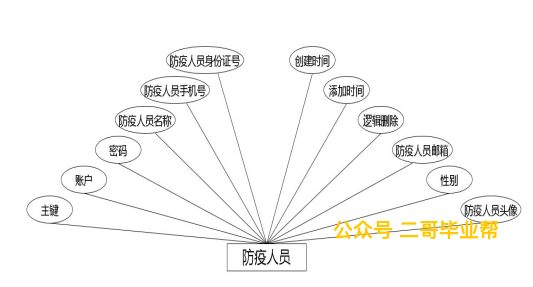 防疫人员身份证号
创建时间
防疫人员手机号
添加时间
防疫人员名称
逻辑删除
密码
防疫人员邮箱
账户
性别
主键
防疫人员头像
公众号 二哥毕业帮
防疫人员